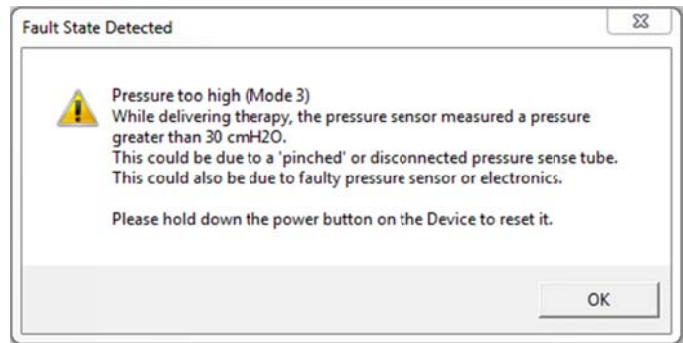 Fault State Detected
Pressure too high (Mode 3)
While delivering therapy, the pressure sensor measured a pressure
greater than 30 cmH2O.
This could be due to a 'pinched' or disconnected pressure sense tube.
This could also be due to faulty pressure sensor or electronics.
Please hold down the power button on the Device to reset it.
OK